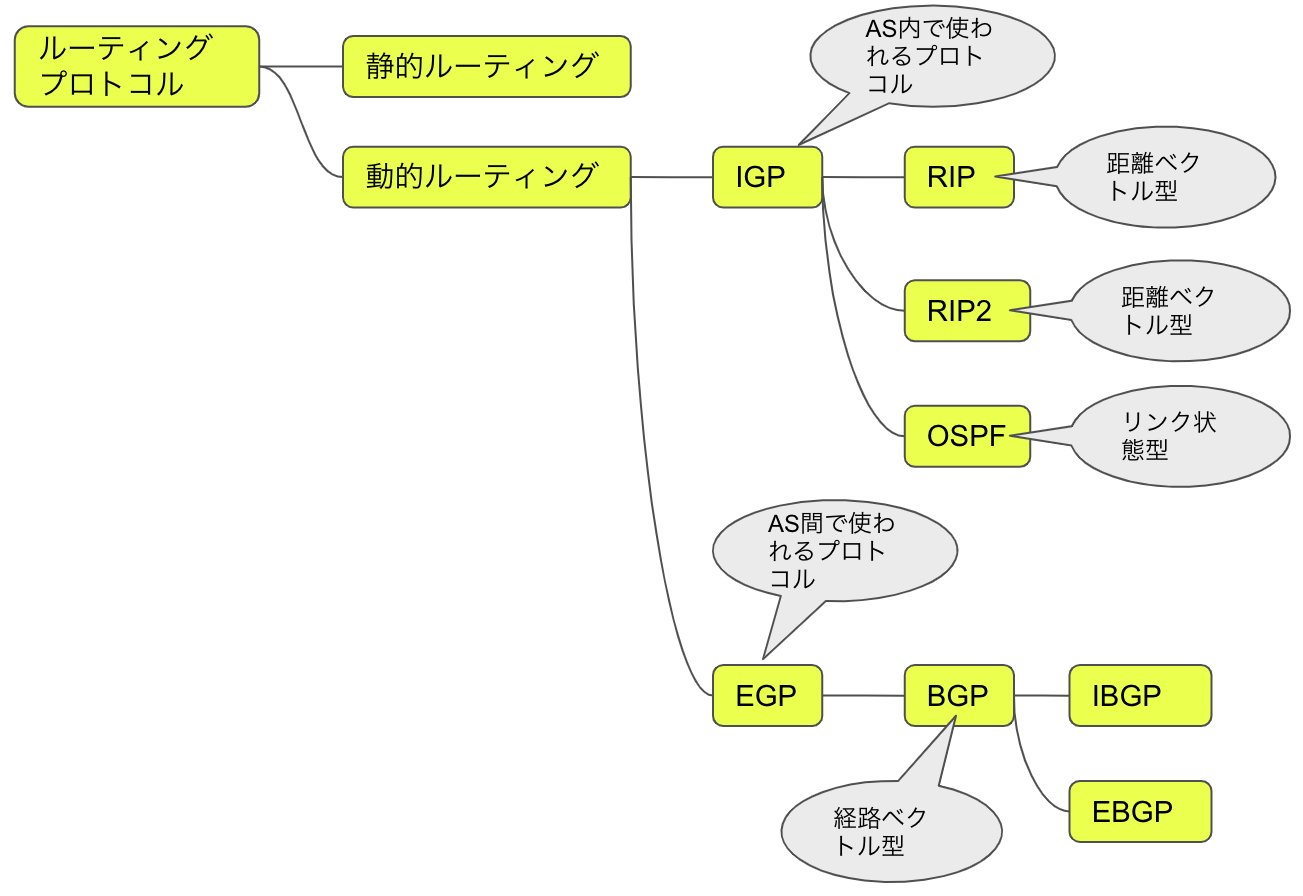 ルーティング
プロトコル
静的ルーティング
動的ルーティング
AS内で使わ
れるプロト
コル
IGP
RIP
距離ベク
トル型
RIP2
距離ベク
トル型
OSPF
リンク状
態型
AS間で使わ
れるプロト
コル
EGP
BGP
IBGP
経路ベク
トル型
EBGP